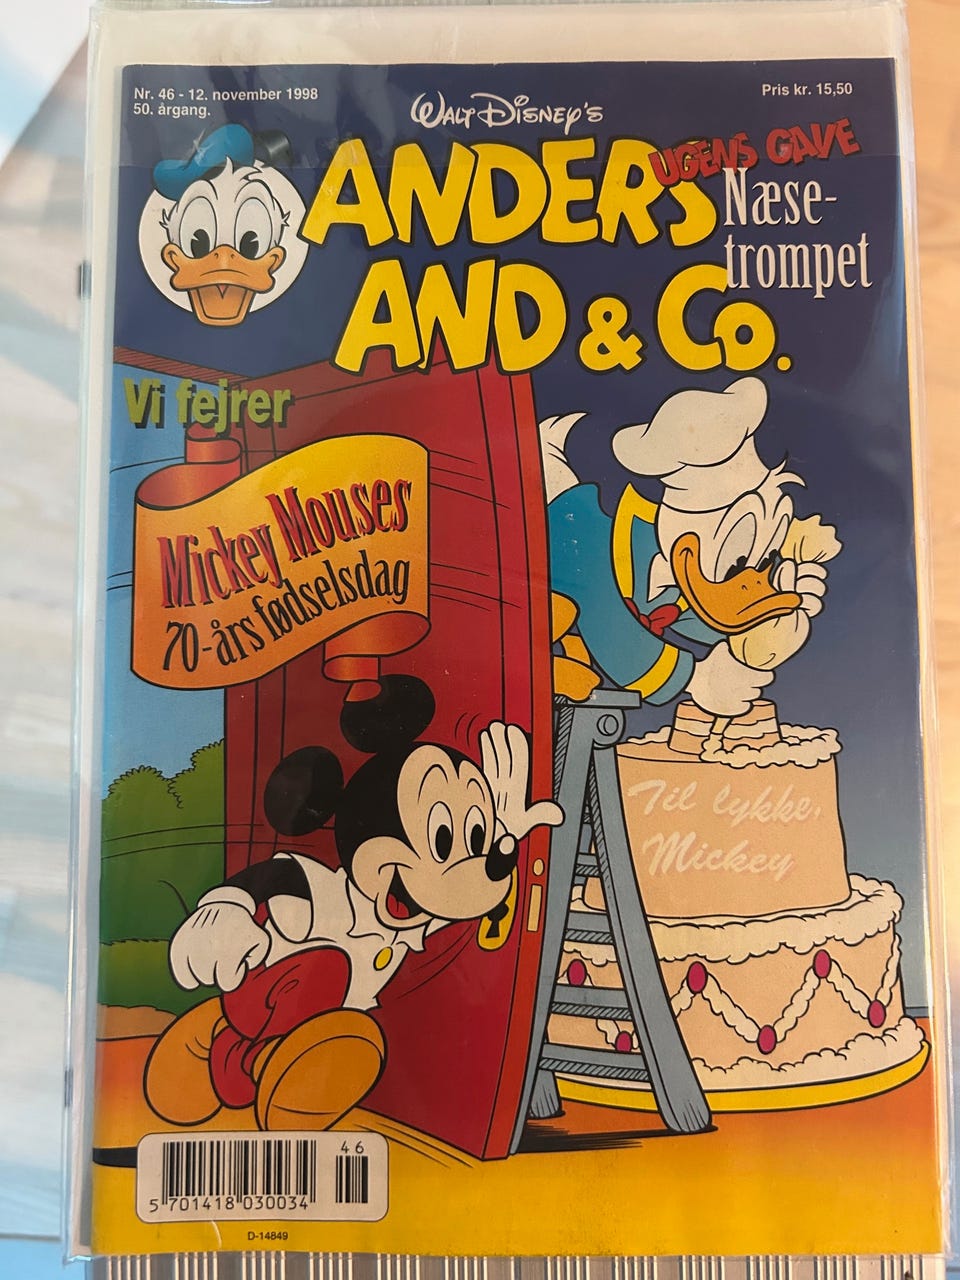 Nr. 46 - 12. november 1998
50. årgang.
Pris kr. 15,50
WALT DISNEY'S
ANDERS
AND & Co.
UGENS GAVE
Næse-
trompet
Vi fejrer
Mickey Mouses
70-års fødselsdag
Til lykke,
Mickey
46
5 701418 030034
D-14849